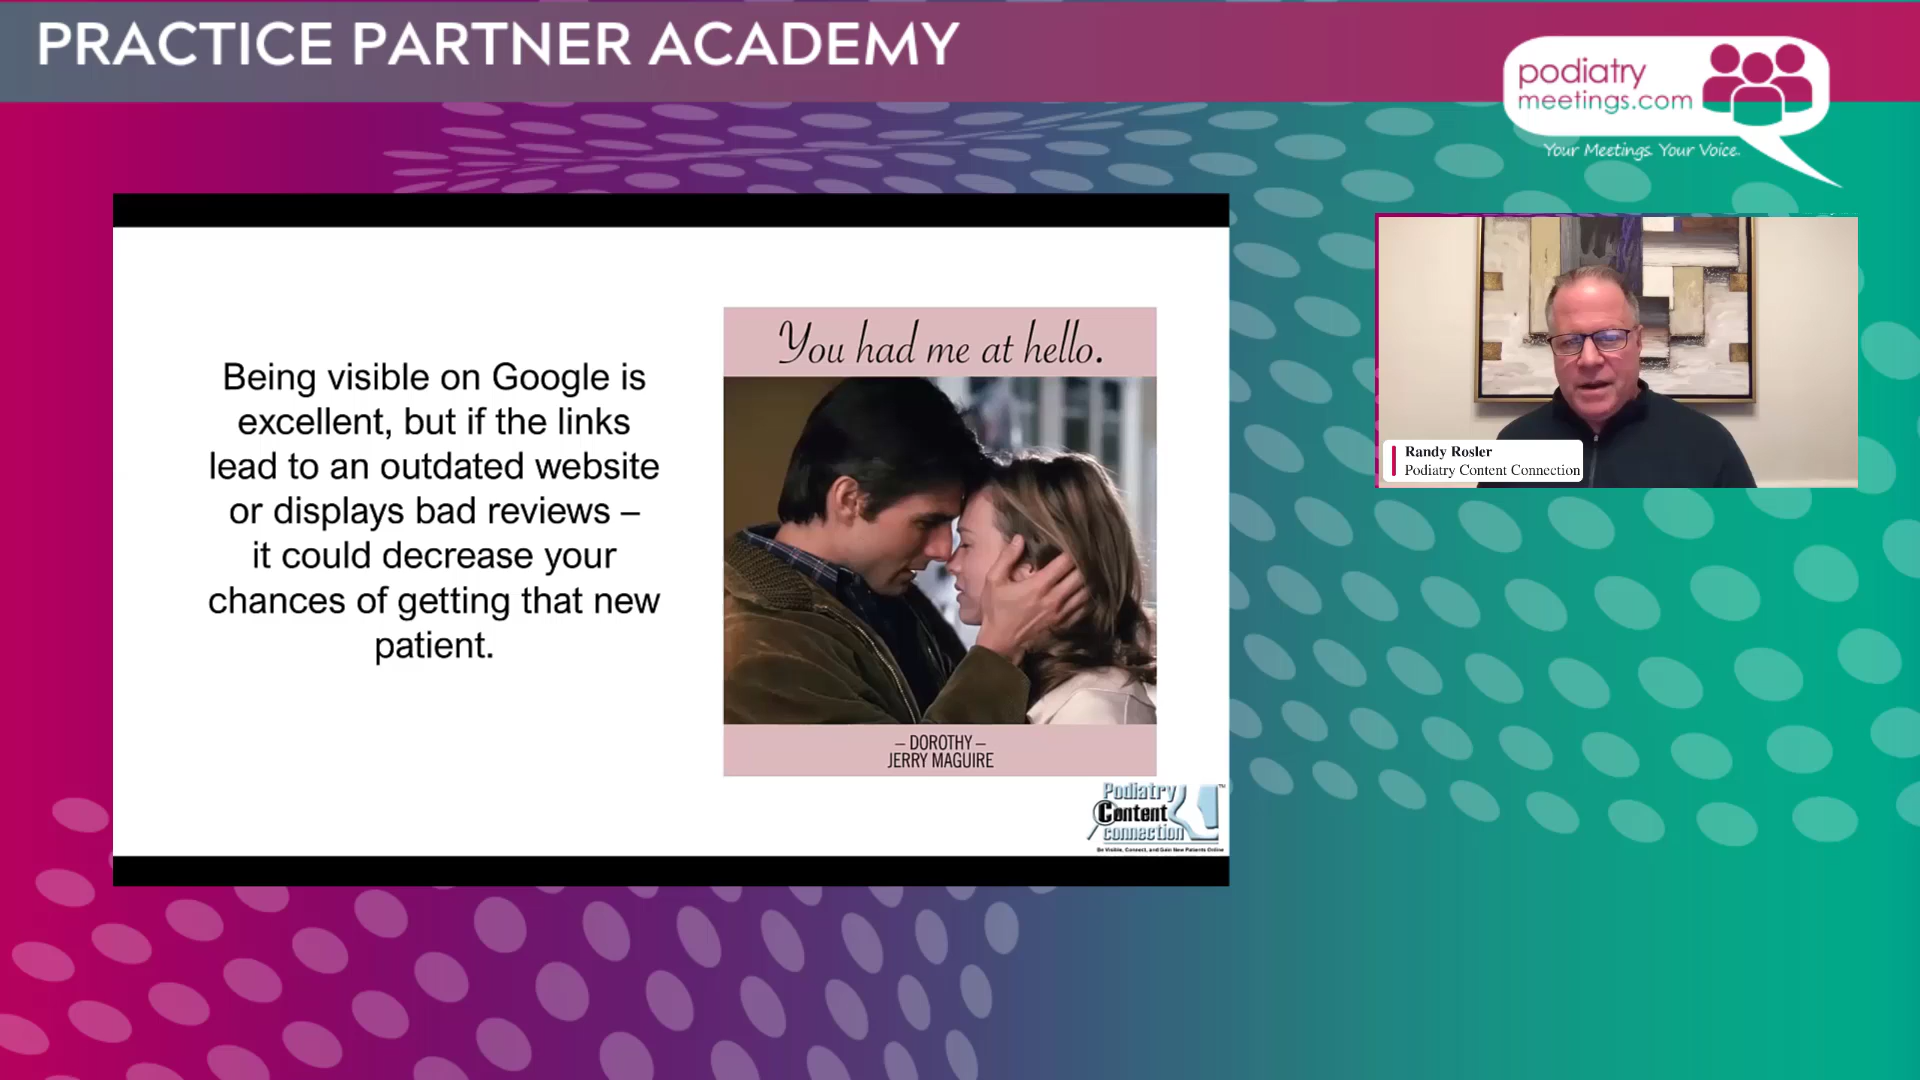 PRACTICE PARTNER ACADEMY
podiatry
meetings.com
Your Meetings. Your Voice.
Being visible on Google is
excellent, but if the links
lead to an outdated website
or displays bad reviews –
it could decrease your
chances of getting that new
patient.
You had me at hello.
– DOROTHY –
JERRY MAGUIRE
Podiatry
Content
connection
TM
Be Visible, Connect, and Gain New Patients Online
Randy Rosler
Podiatry Content Connection